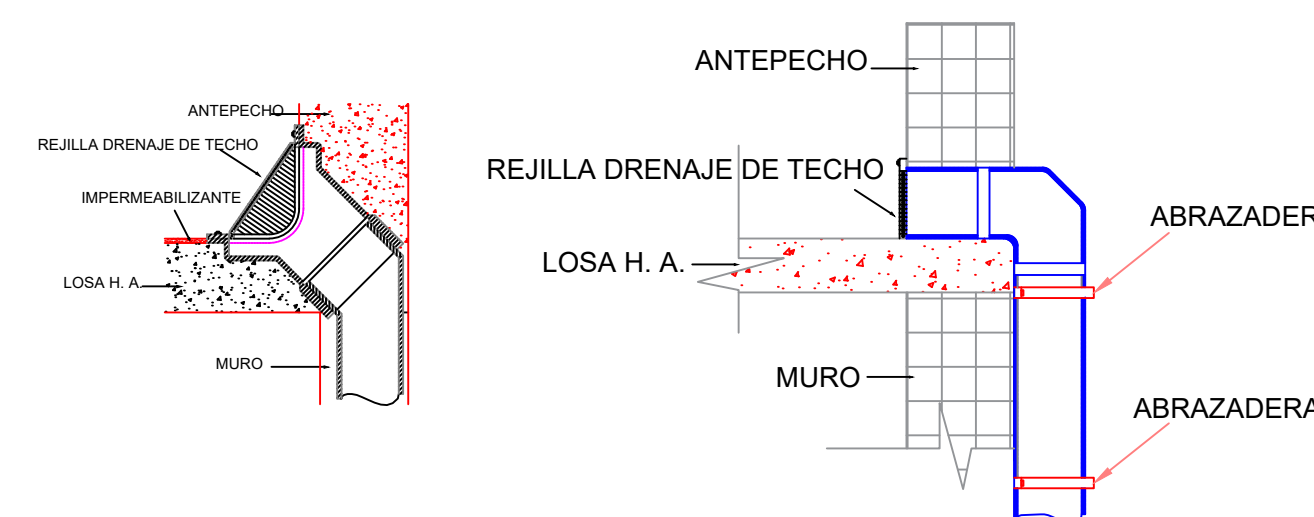 ANTEPECHO
REJILLA DRENAJE DE TECHO
IMPERMEABILIZANTE
LOSA H. A.
MURO
ANTEPECHO
REJILLA DRENAJE DE TECHO
ABRAZADER
LOSA H. A.
MURO
ABRAZADERA